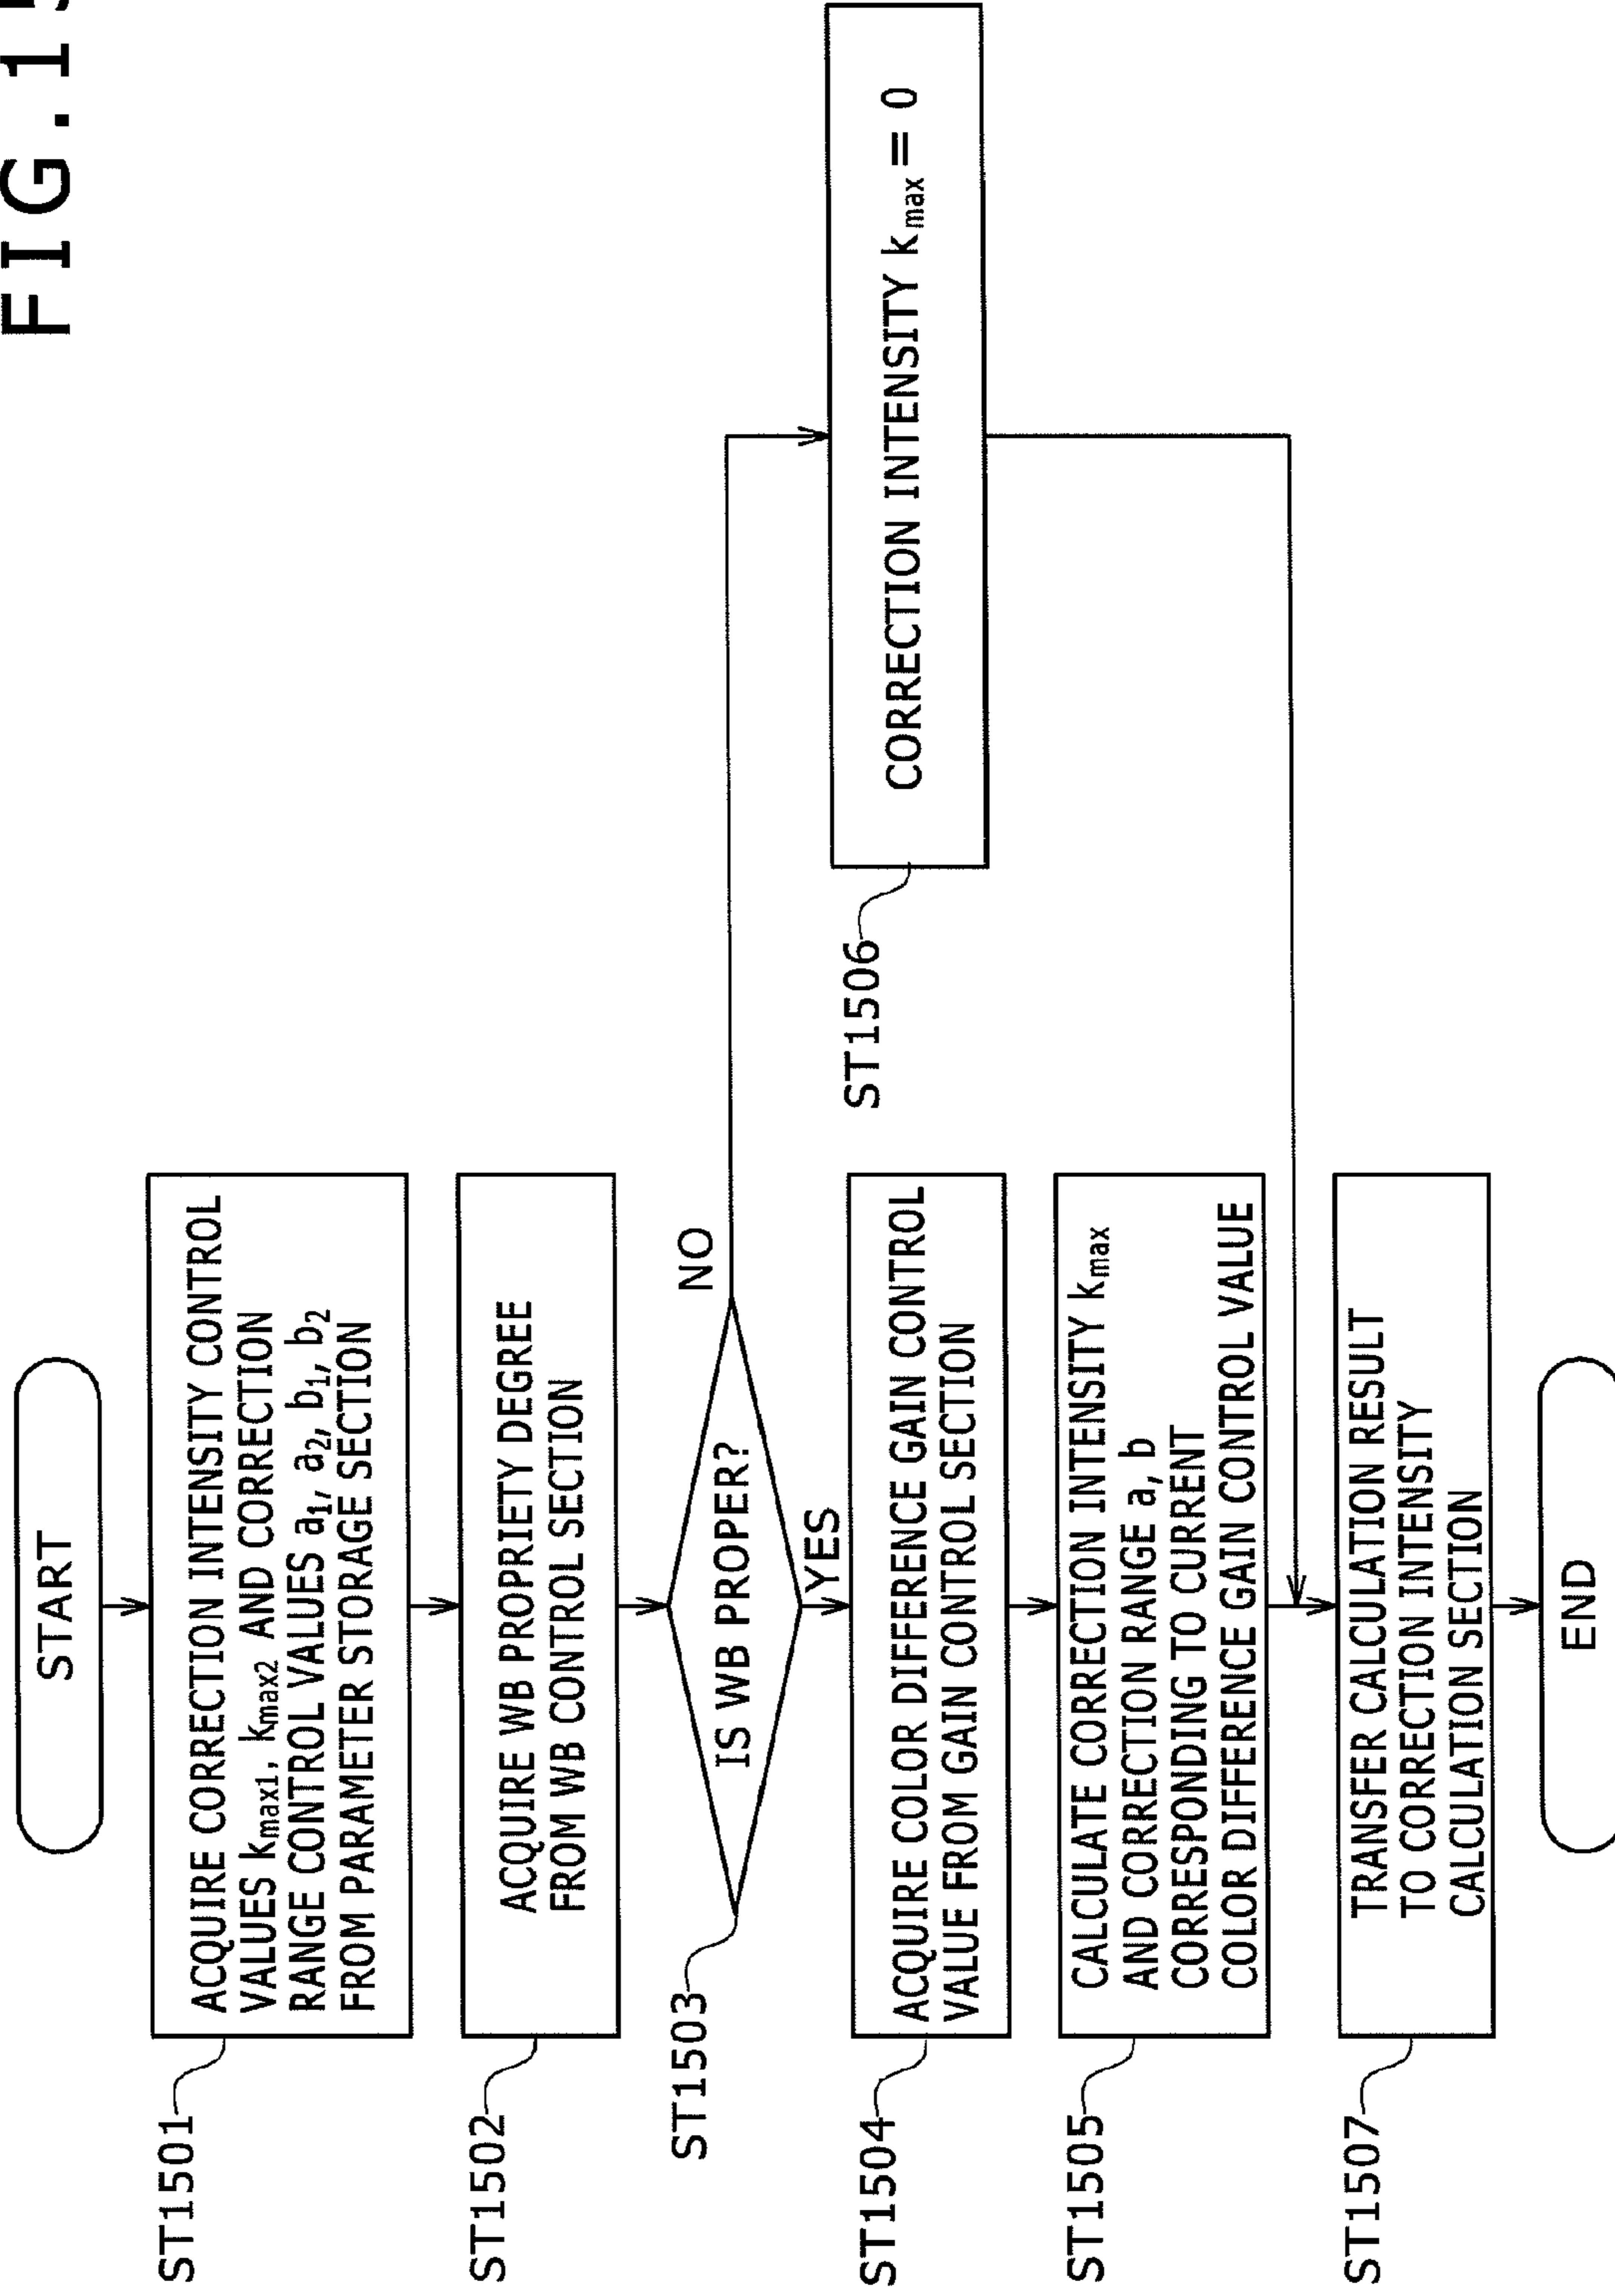 FIG.15
START
ST1501
ACQUIRE CORRECTION INTENSITY CONTROL
VALUES kmax1, kmax2 AND CORRECTION
RANGE CONTROL VALUES a1, a2, b1, b2
FROM PARAMETER STORAGE SECTION
ST1502
ACQUIRE WB PROPRIETY DEGREE
FROM WB CONTROL SECTION
ST1503
IS WB PROPER?
NO
YES
ST1504
ACQUIRE COLOR DIFFERENCE GAIN CONTROL
VALUE FROM GAIN CONTROL SECTION
ST1506
CORRECTION INTENSITY kmax = 0
ST1505
CALCULATE CORRECTION INTENSITY kmax
AND CORRECTION RANGE a, b
CORRESPONDING TO CURRENT
COLOR DIFFERENCE GAIN CONTROL VALUE
ST1507
TRANSFER CALCULATION RESULT
TO CORRECTION INTENSITY
CALCULATION SECTION
END